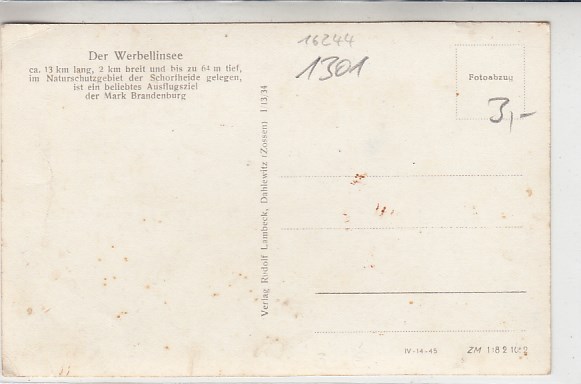 Der Werbellinsee
ca. 13 km lang, 2 km breit und bis zu 64 m tief,
im Naturschutzgebiet der Schorfheide gelegen,
ist ein beliebtes Ausflugsziel
der Mark Brandenburg
16244
1301
Fotoabzug
3,-
Verlag Rudolf Lambeck, Dahlewitz (Zossen) 1:13.34
IV-14-45